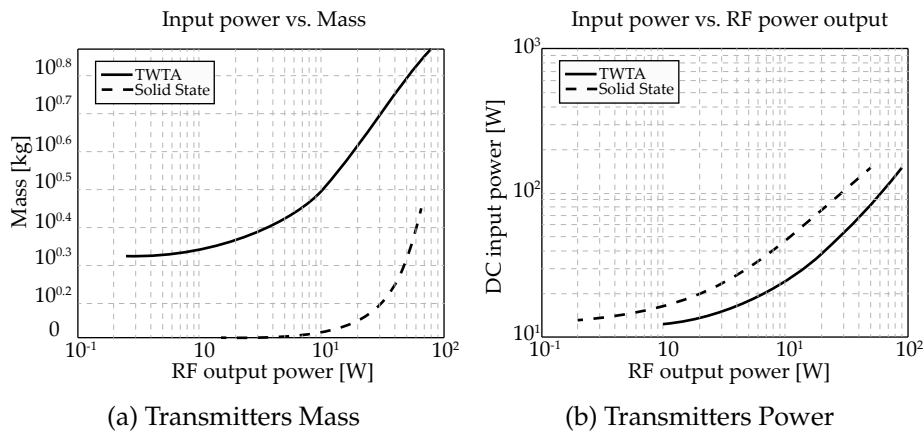 Input power vs. Mass
10^0.8
10^0.7
10^0.6
10^0.5
10^0.4
10^0.3
10^0.2
0
Mass [kg]
TWTA
Solid State
10^-1
10
10^1
10^2
RF output power [W]
(a) Transmitters Mass
Input power vs. RF power output
10^3
10^2
10^1
DC input power [W]
TWTA
Solid State
10^-1
10
10^1
10^2
RF output power [W]
(b) Transmitters Power